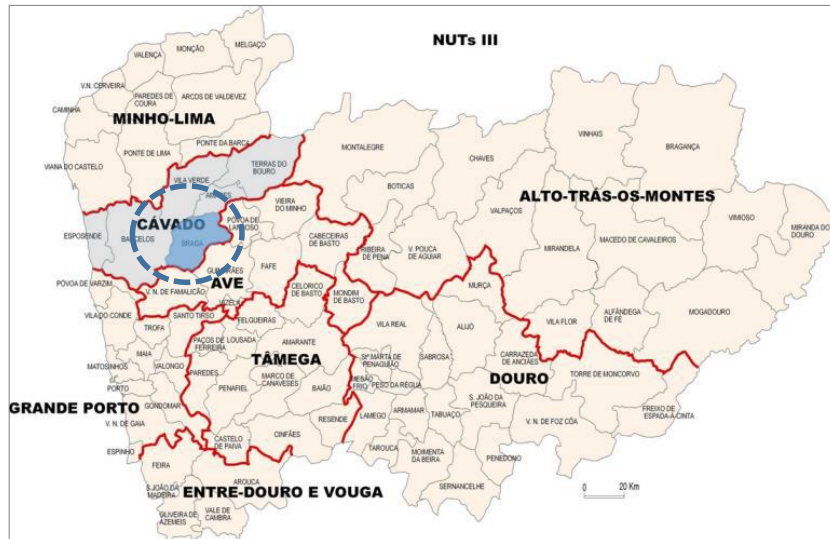 NUTs III
MELGAÇO
MONÇÃO
VALENÇA
V.N. CERVEIRA
PAREDES DE
COURA
ARCOS DE VALDEVEZ
CAMINHA
MINHO-LIMA
PONTE DA BARCA
PONTE DE LIMA
VIANA DO CASTELO
VILA VERDE
TERRAS DO
BOURO
MONTALEGRE
CHAVES
VINHAIS
BRAGANÇA
BOTICAS
ALTO-TRÁS-OS-MONTES
VALPAÇOS
VIMIOSO
MIRANDA DO
DOURO
MACEDO DE CAVALEIROS
MIRANDELA
VIEIRA
DO MINHO
PÓVOA DE
LANHOSO
CÁVADO
ESPOSENDE
BARCELOS
BRAGA
CABECEIRAS
DE BASTO
RIBEIRA
DE PENA
V. POUCA
DE AGUIAR
GUIMARÃES
FAFE
AVE
PÓVOA DE VARZIM
V. N. DE FAMALICÃO
VIZELA
CELORICO
DE BASTO
MONDIM
DE BASTO
MURÇA
VILA FLOR
ALFÂNDEGA
DE FÉ
MOGADOURO
VILA DO CONDE
SANTO TIRSO
TROFA
FELGUEIRAS
PAÇOS DE
FERREIRA
LOUSADA
AMARANTE
VILA REAL
ALIJÓ
SABROSA
MAIA
MATOSINHOS
VALONGO
TÂMEGA
PAREDES
PENAFIEL
MARCO DE
CANAVESES
BAIÃO
Stª MARTA DE
PENAGUIÃO
CARRAZEDA
DE ANCIÃES
MESÃO
FRIO
PESO DA RÉGUA
DOURO
TORRE DE MONCORVO
PORTO
GRANDE PORTO
GONDOMAR
V. N. DE GAIA
S. JOÃO DA
PESQUEIRA
FREIXO DE
ESPADA-À-CINTA
RESENDE
LAMEGO
ARMAMAR
TABUAÇO
V. N. DE FOZ CÔA
CINFÃES
CASTELO
DE PAIVA
ESPINHO
TAROUCA
MOIMENTA
DA BEIRA
PENEDONO
FEIRA
AROUCA
SERNANCELHE
S. JOÃO DA
MADEIRA
ENTRE-DOURO E VOUGA
OLIVEIRA DE
AZEMEIS
VALE DE
CAMBRA
0 20 Km